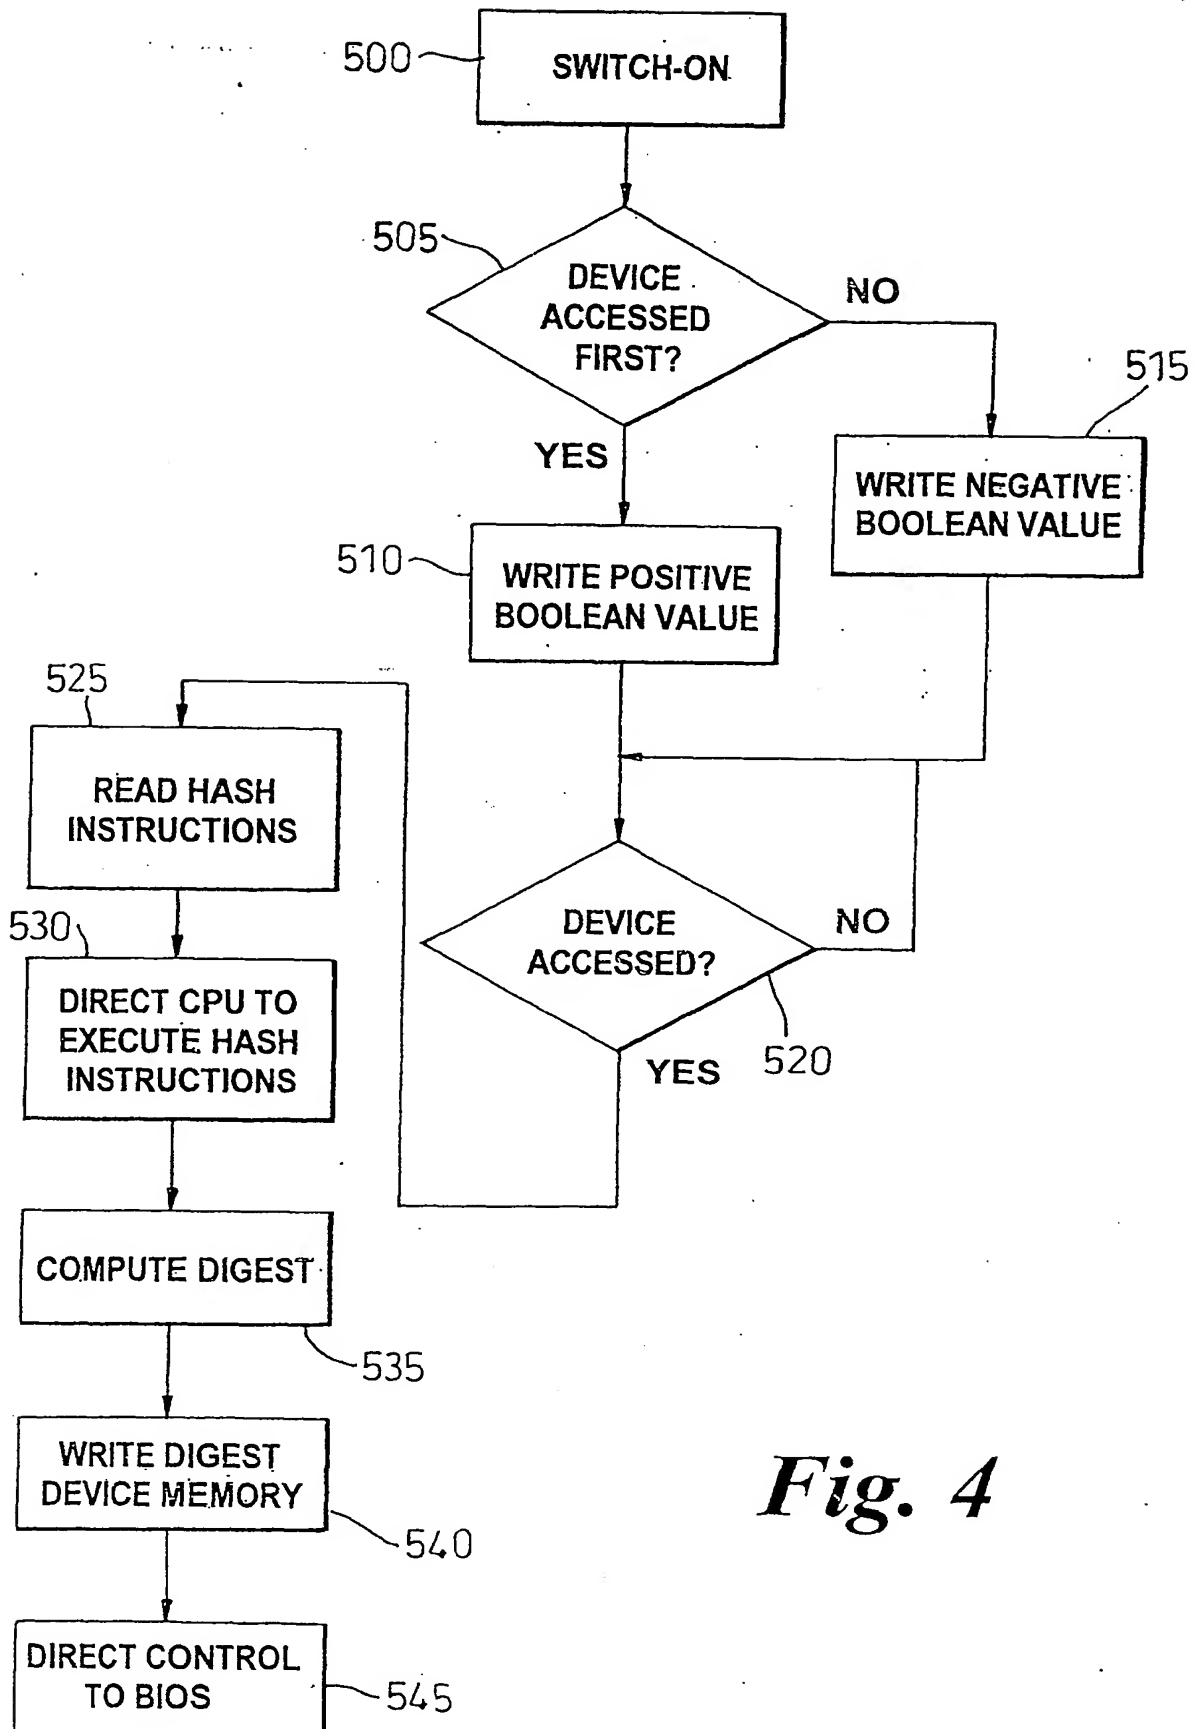 500
SWITCH-ON
505
DEVICE
ACCESSED
FIRST?
NO
515
YES
WRITE NEGATIVE
BOOLEAN VALUE
510
WRITE POSITIVE
BOOLEAN VALUE
525
READ HASH
INSTRUCTIONS
DEVICE
ACCESSED?
NO
520
YES
530
DIRECT CPU TO
EXECUTE HASH
INSTRUCTIONS
COMPUTE DIGEST
535
WRITE DIGEST
DEVICE MEMORY
540
DIRECT CONTROL
TO BIOS
545
Fig. 4